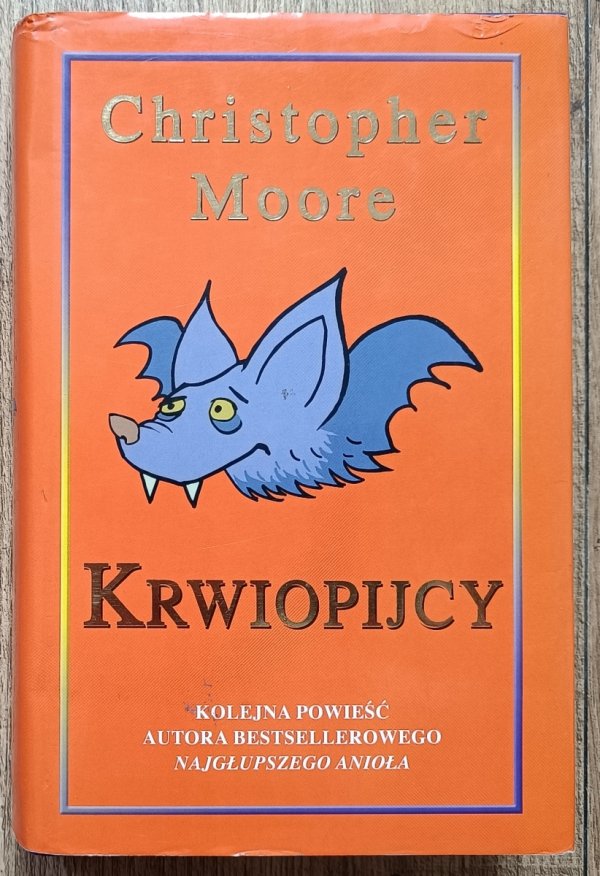 Christopher
Moore
KRWIOPIJCY
KOLEJNA POWIEŚĆ
AUTORA BESTSELLEROWEGO
NAJGŁUPSZEGO ANIOŁA